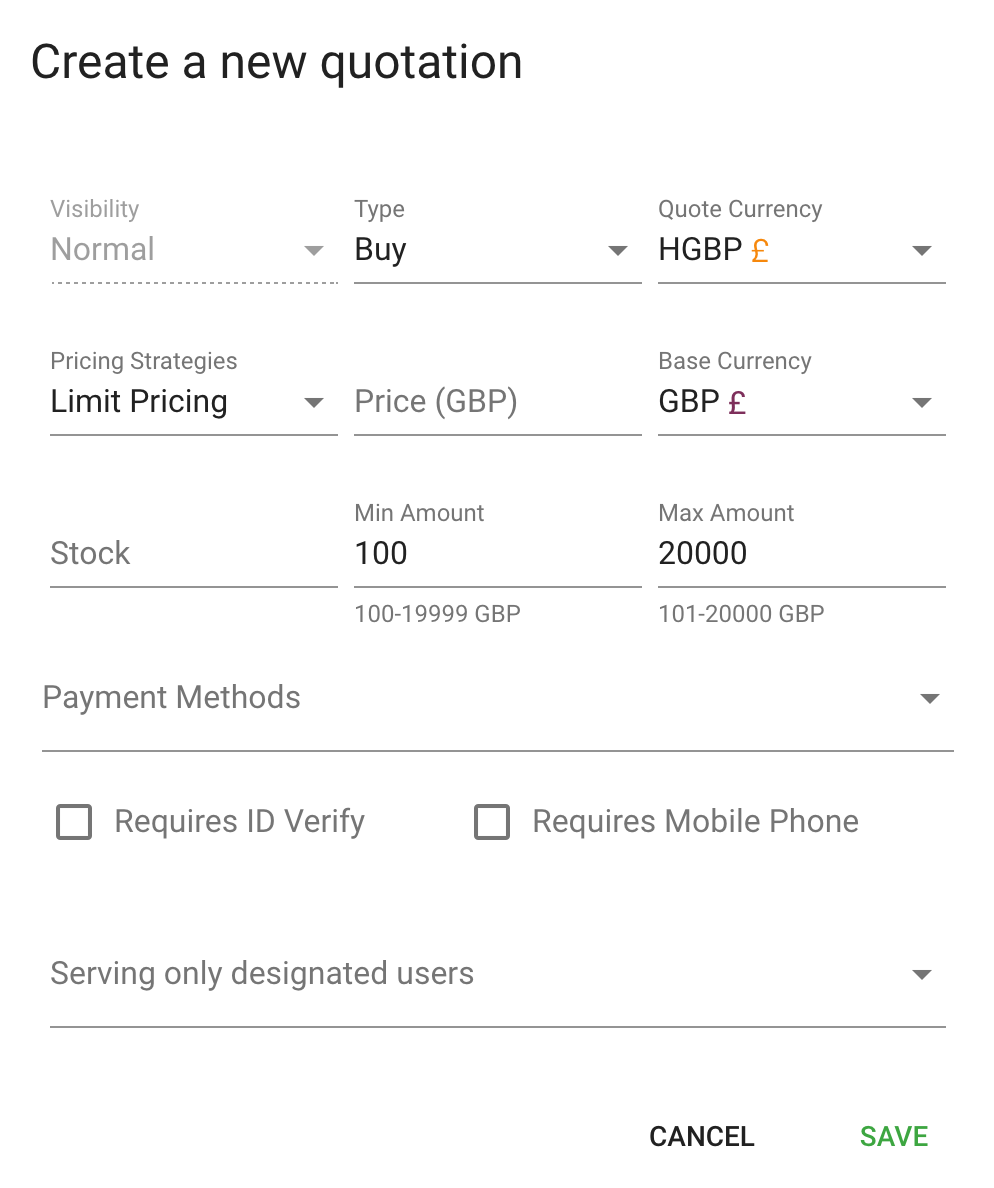 Create a new quotation
Visibility
Normal
Type
Buy
Quote Currency
HGBP £
Pricing Strategies
Limit Pricing
Price (GBP)
Base Currency
GBP £
Stock
Min Amount
100
100-19999 GBP
Max Amount
20000
101-20000 GBP
Payment Methods
Requires ID Verify
Requires Mobile Phone
Serving only designated users
CANCEL
SAVE